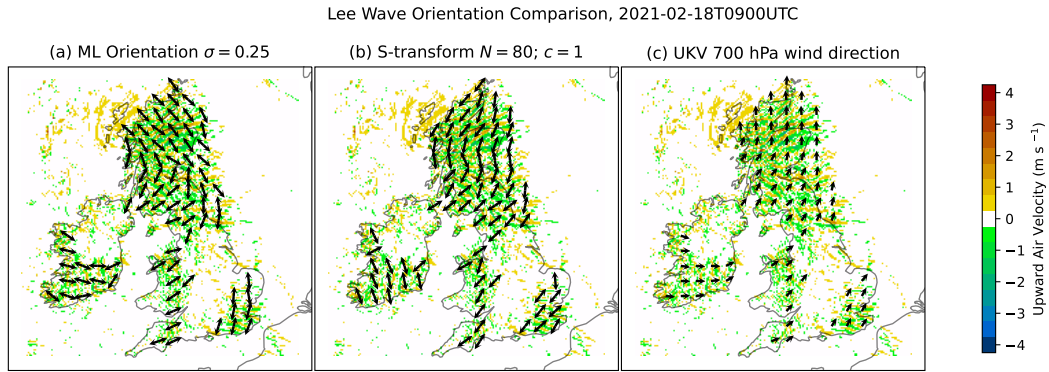 Lee Wave Orientation Comparison, 2021-02-18T0900UTC
(a) ML Orientation σ = 0.25
(b) S-transform N = 80; c = 1
(c) UKV 700 hPa wind direction
4
3
2
1
0
−1
−2
−3
−4
Upward Air Velocity (m s⁻¹)